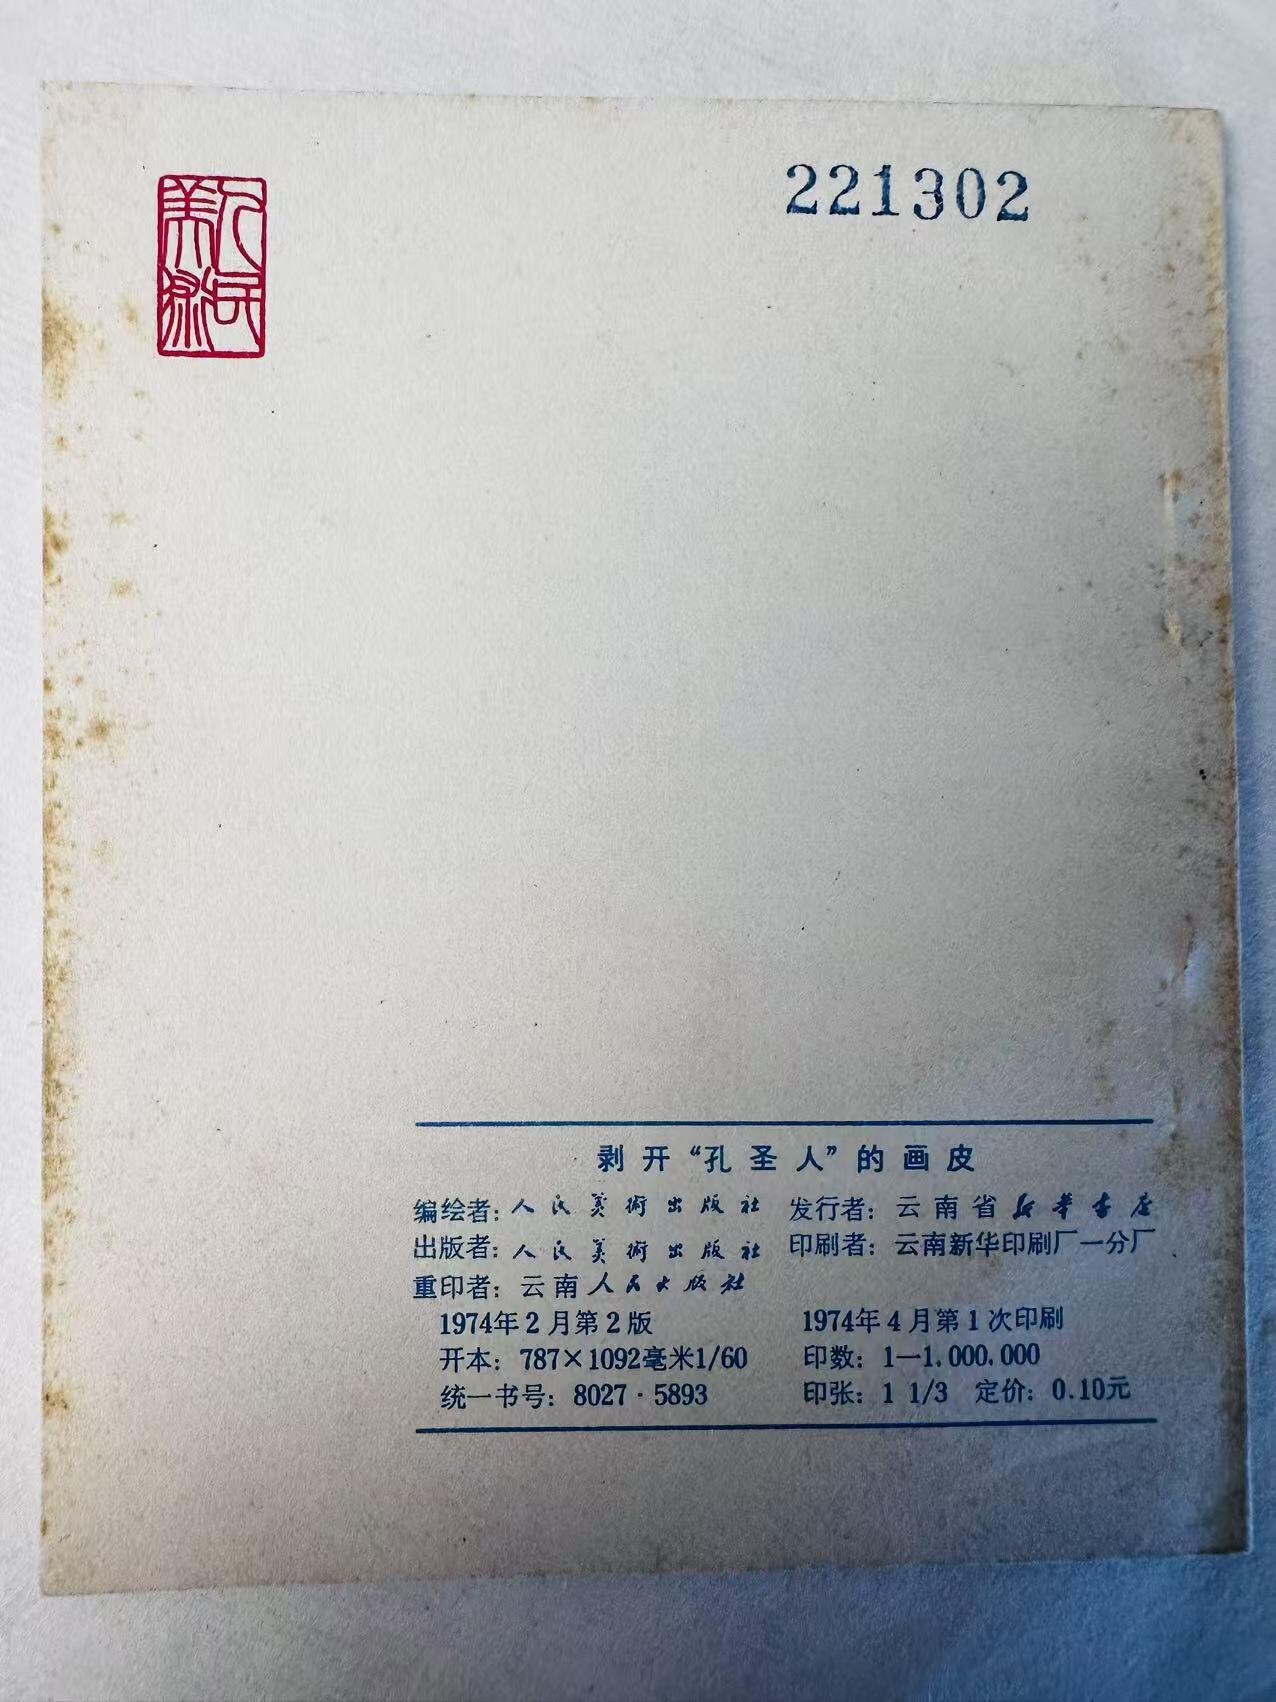 人民美术
221302
剥开“孔圣人”的画皮
编绘者：人民美術出版社 发行者：云南省新华书店
出版者：人民美術出版社 印刷者：云南新华印刷厂一分厂
重印者：云南人民出版社
1974年2月第2版 1974年4月第1次印刷
开本：787×1092毫米1/60 印数：1—1,000,000
统一书号：8027·5893 印张：1 1/3 定价：0.10元